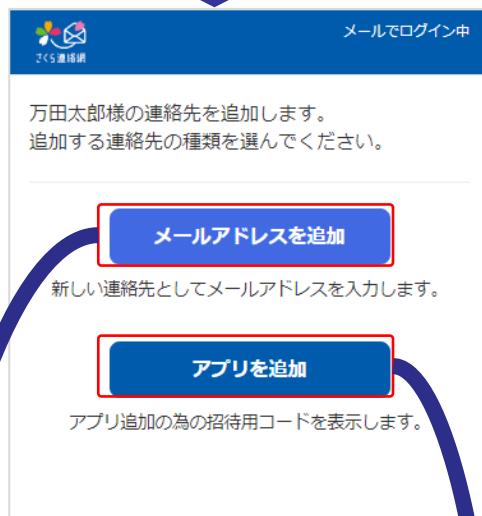 さくら連絡網
メールでログイン中
万田太郎様の連絡先を追加します。
追加する連絡先の種類を選んでください。
メールアドレスを追加
新しい連絡先としてメールアドレスを入力します。
アプリを追加
アプリ追加の為の招待用コードを表示します。